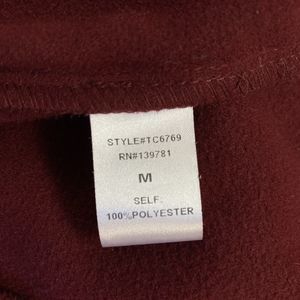 STYLE#TC6769
RN#139781
M
SELF:
100%POLYESTER